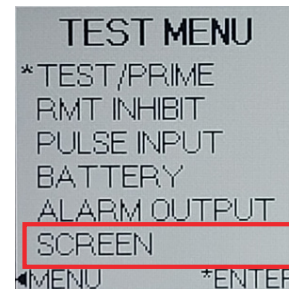 TEST MENU
*TEST/PRIME
RMT INHIBIT
PULSE INPUT
BATTERY
ALARM OUTPUT
SCREEN
◄MENU *ENTER